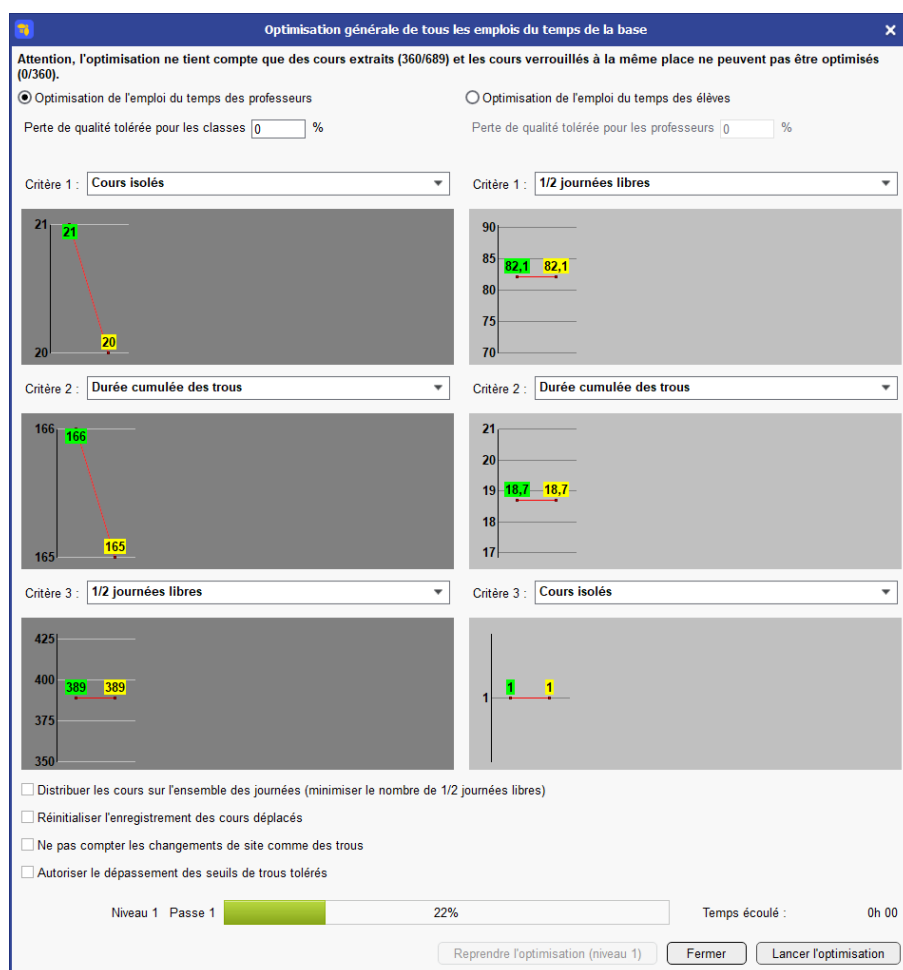 Optimisation générale de tous les emplois du temps de la base
Attention, l'optimisation ne tient compte que des cours extraits (360/689) et les cours verrouillés à la même place ne peuvent pas être optimisés
(0/360).
Optimisation de l'emploi du temps des professeurs
Optimisation de l'emploi du temps des élèves
Perte de qualité tolérée pour les classes 0 %
Perte de qualité tolérée pour les professeurs 0 %
Critère 1 : Cours isolés
Critère 1 : 1/2 journées libres
21
21
20
20
90
85
82,1 82,1
80
75
70
Critère 2 : Durée cumulée des trous
Critère 2 : Durée cumulée des trous
166
166
165
165
21
20
19 18,7 18,7
18
17
Critère 3 : 1/2 journées libres
Critère 3 : Cours isolés
425
400
389 389
375
350
1 1
1
Distribuer les cours sur l'ensemble des journées (minimiser le nombre de 1/2 journées libres)
Réinitialiser l'enregistrement des cours déplacés
Ne pas compter les changements de site comme des trous
Autoriser le dépassement des seuils de trous tolérés
Niveau 1 Passe 1 22% Temps écoulé : 0h 00
Reprendre l'optimisation (niveau 1) Fermer Lancer l'optimisation